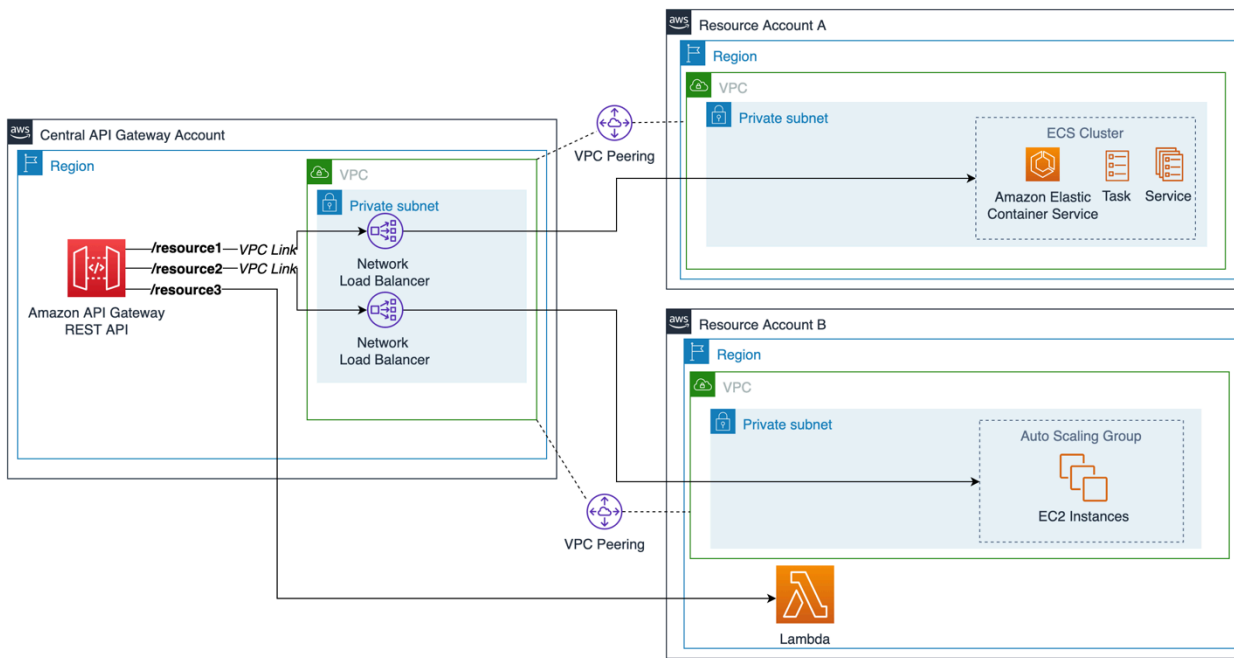 aws
Central API Gateway Account
Region
VPC
Private subnet
Amazon API Gateway
REST API
/resource1
VPC Link
/resource2
VPC Link
/resource3
Network
Load Balancer
Network
Load Balancer
VPC Peering
VPC Peering
aws
Resource Account A
Region
VPC
Private subnet
ECS Cluster
Amazon Elastic
Container Service
Task
Service
aws
Resource Account B
Region
VPC
Private subnet
Auto Scaling Group
EC2 Instances
Lambda